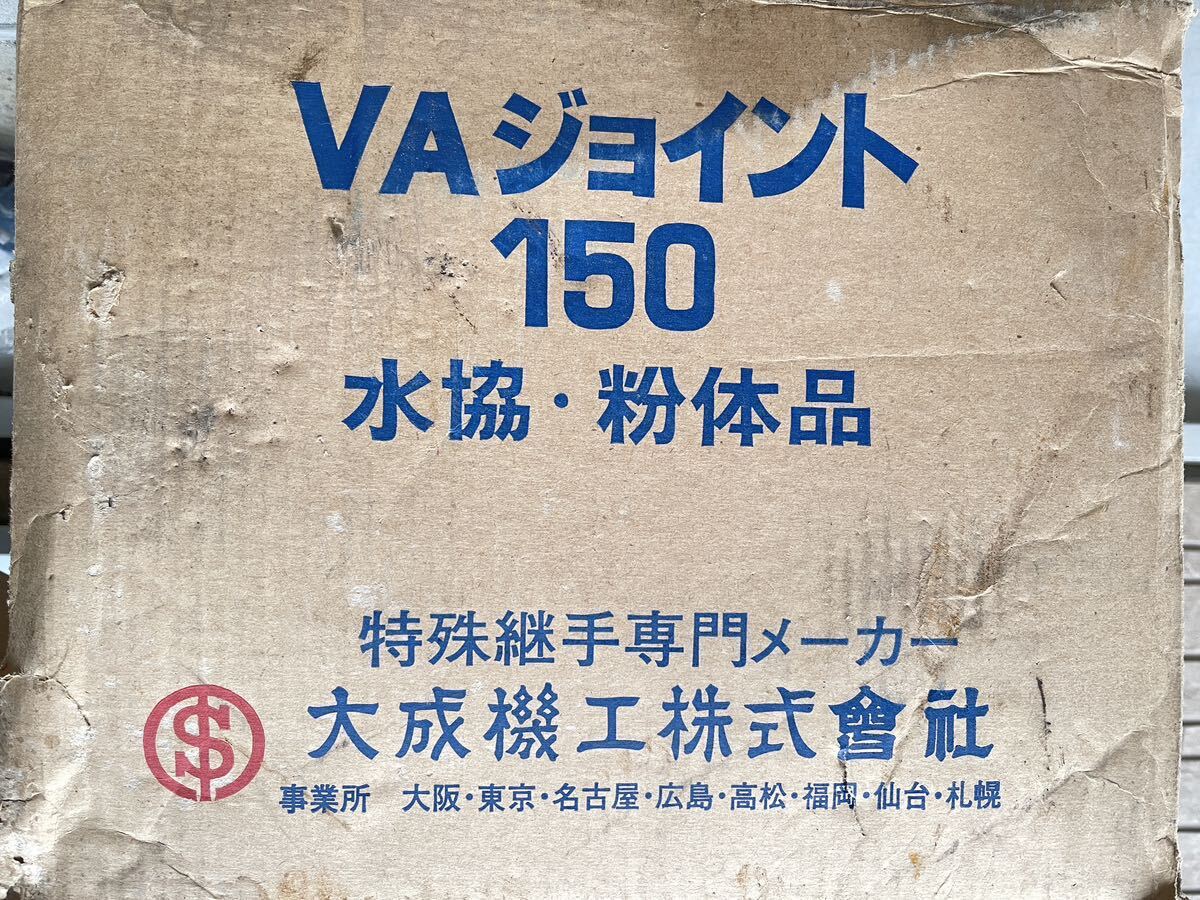 VAジョイント
150
水協・粉体品
特殊継手専門メーカー
大成機工株式會社
事業所 大阪・東京・名古屋・広島・高松・福岡・仙台・札幌